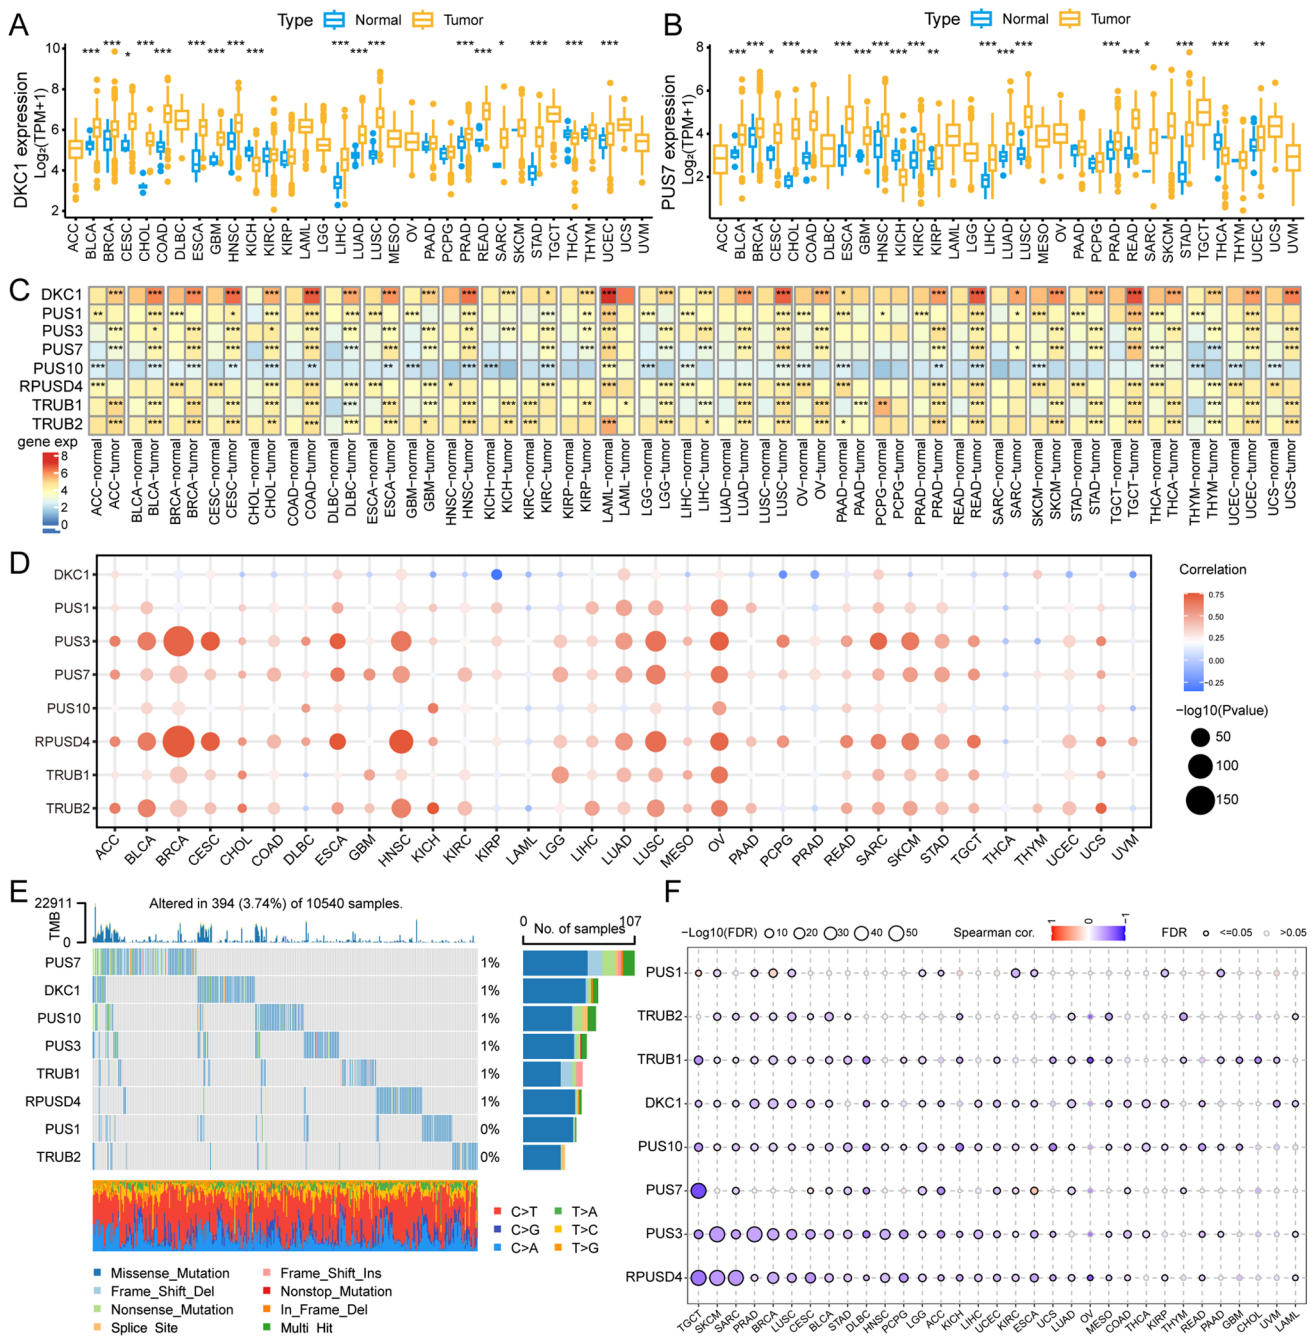 A
Type Normal Tumor
DKC1 expression
Log₂(TPM+1)
10
8
6
4
2
ACC BLCA BRCA CESC CHOL COAD DLBC ESCA GBM HNSC KICH KIRC KIRP LAML LGG LIHC LUAD LUSC MESO OV PAAD PCPG PRAD READ SARC SKCM STAD TGCT THCA THYM UCEC UCS UVM
B
Type Normal Tumor
PUS7 expression
Log₂(TPM+1)
8
6
4
2
ACC BLCA BRCA CESC CHOL COAD DLBC ESCA GBM HNSC KICH KIRC KIRP LAML LGG LIHC LUAD LUSC MESO OV PAAD PCPG PRAD READ SARC SKCM STAD TGCT THCA THYM UCEC UCS UVM
C
DKC1
PUS1
PUS3
PUS7
PUS10
RPUSD4
TRUB1
TRUB2
gene exp
8
6
4
2
0
ACC-normal ACC-tumor BLCA-normal BLCA-tumor BRCA-normal BRCA-tumor CESC-normal CESC-tumor CHOL-normal CHOL-tumor COAD-normal COAD-tumor DLBC-normal DLBC-tumor ESCA-normal ESCA-tumor GBM-normal GBM-tumor HNSC-normal HNSC-tumor KICH-normal KICH-tumor KIRC-normal KIRC-tumor KIRP-normal KIRP-tumor LAML-normal LAML-tumor LGG-normal LGG-tumor LIHC-normal LIHC-tumor LUAD-normal LUAD-tumor LUSC-normal LUSC-tumor OV-normal OV-tumor PAAD-normal PAAD-tumor PCPG-normal PCPG-tumor PRAD-normal PRAD-tumor READ-normal READ-tumor SARC-normal SARC-tumor SKCM-normal SKCM-tumor STAD-normal STAD-tumor TGCT-normal TGCT-tumor THCA-normal THCA-tumor THYM-normal THYM-tumor UCEC-normal UCEC-tumor UCS-normal UCS-tumor
D
DKC1
PUS1
PUS3
PUS7
PUS10
RPUSD4
TRUB1
TRUB2
ACC BLCA BRCA CESC CHOL COAD DLBC ESCA GBM HNSC KICH KIRC KIRP LAML LGG LIHC LUAD LUSC MESO OV PAAD PCPG PRAD READ SARC SKCM STAD TGCT THCA THYM UCEC UCS UVM
Correlation
0.75
0.50
0.25
0.00
−0.25
−log10(Pvalue)
50
100
150
E
22911
TMB
0
Altered in 394 (3.74%) of 10540 samples.
0 No. of samples 107
PUS7 1%
DKC1 1%
PUS10 1%
PUS3 1%
TRUB1 1%
RPUSD4 1%
PUS1 0%
TRUB2 0%
C>T T>A
C>G T>C
C>A T>G
Missense_Mutation Frame_Shift_Ins
Frame_Shift_Del Nonstop_Mutation
Nonsense_Mutation In_Frame_Del
Splice_Site Multi_Hit
F
−Log10(FDR) 10 20 30 40 50 Spearman cor. 1 0 -1 FDR <=0.05 >0.05
PUS1
TRUB2
TRUB1
DKC1
PUS10
PUS7
PUS3
RPUSD4
TGCT SKCM SARC PRAD BRCA LUSC CESC BLCA STAD DLBC HNSC PCPG LGG ACC KICH LIHC UCEC KIRC ESCA UCS LUAD OV MESO COAD THCA KIRP THYM READ PAAD GBM CHOL UVM LAML